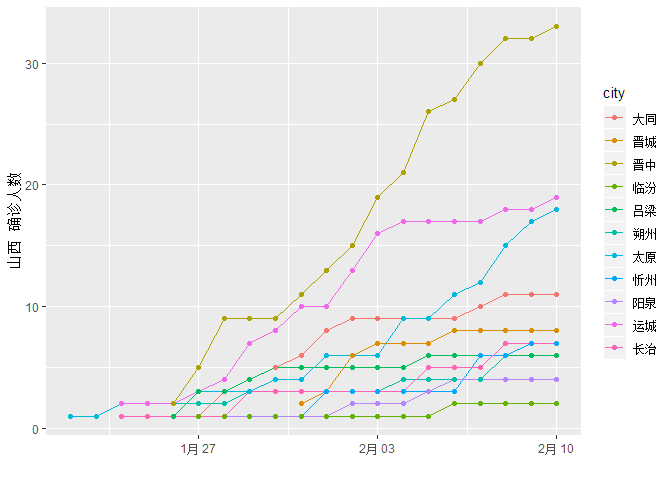 山西 确诊人数
30
20
10
0
1月 27
2月 03
2月 10
city
大同
晋城
晋中
临汾
吕梁
朔州
太原
忻州
阳泉
运城
长治